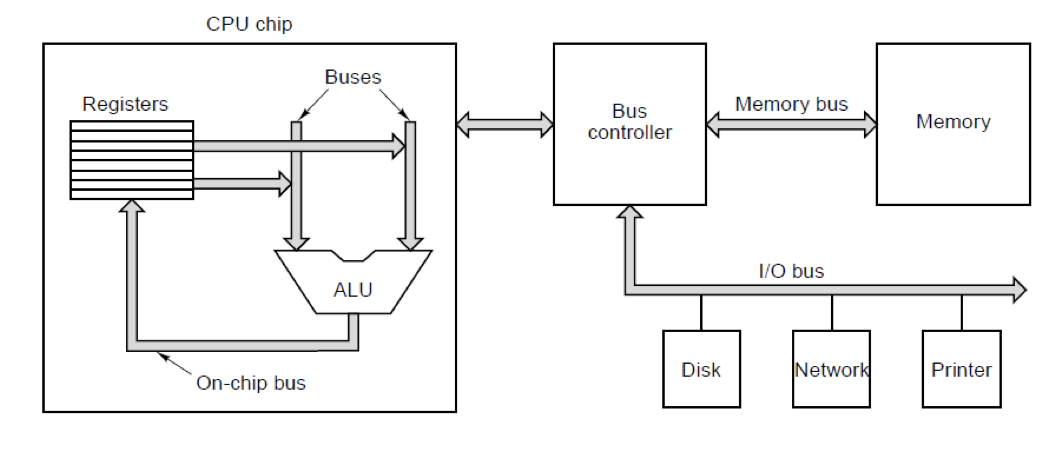 CPU chip
Buses
Registers
ALU
On-chip bus
Bus
controller
Memory bus
Memory
I/O bus
Disk
Network
Printer